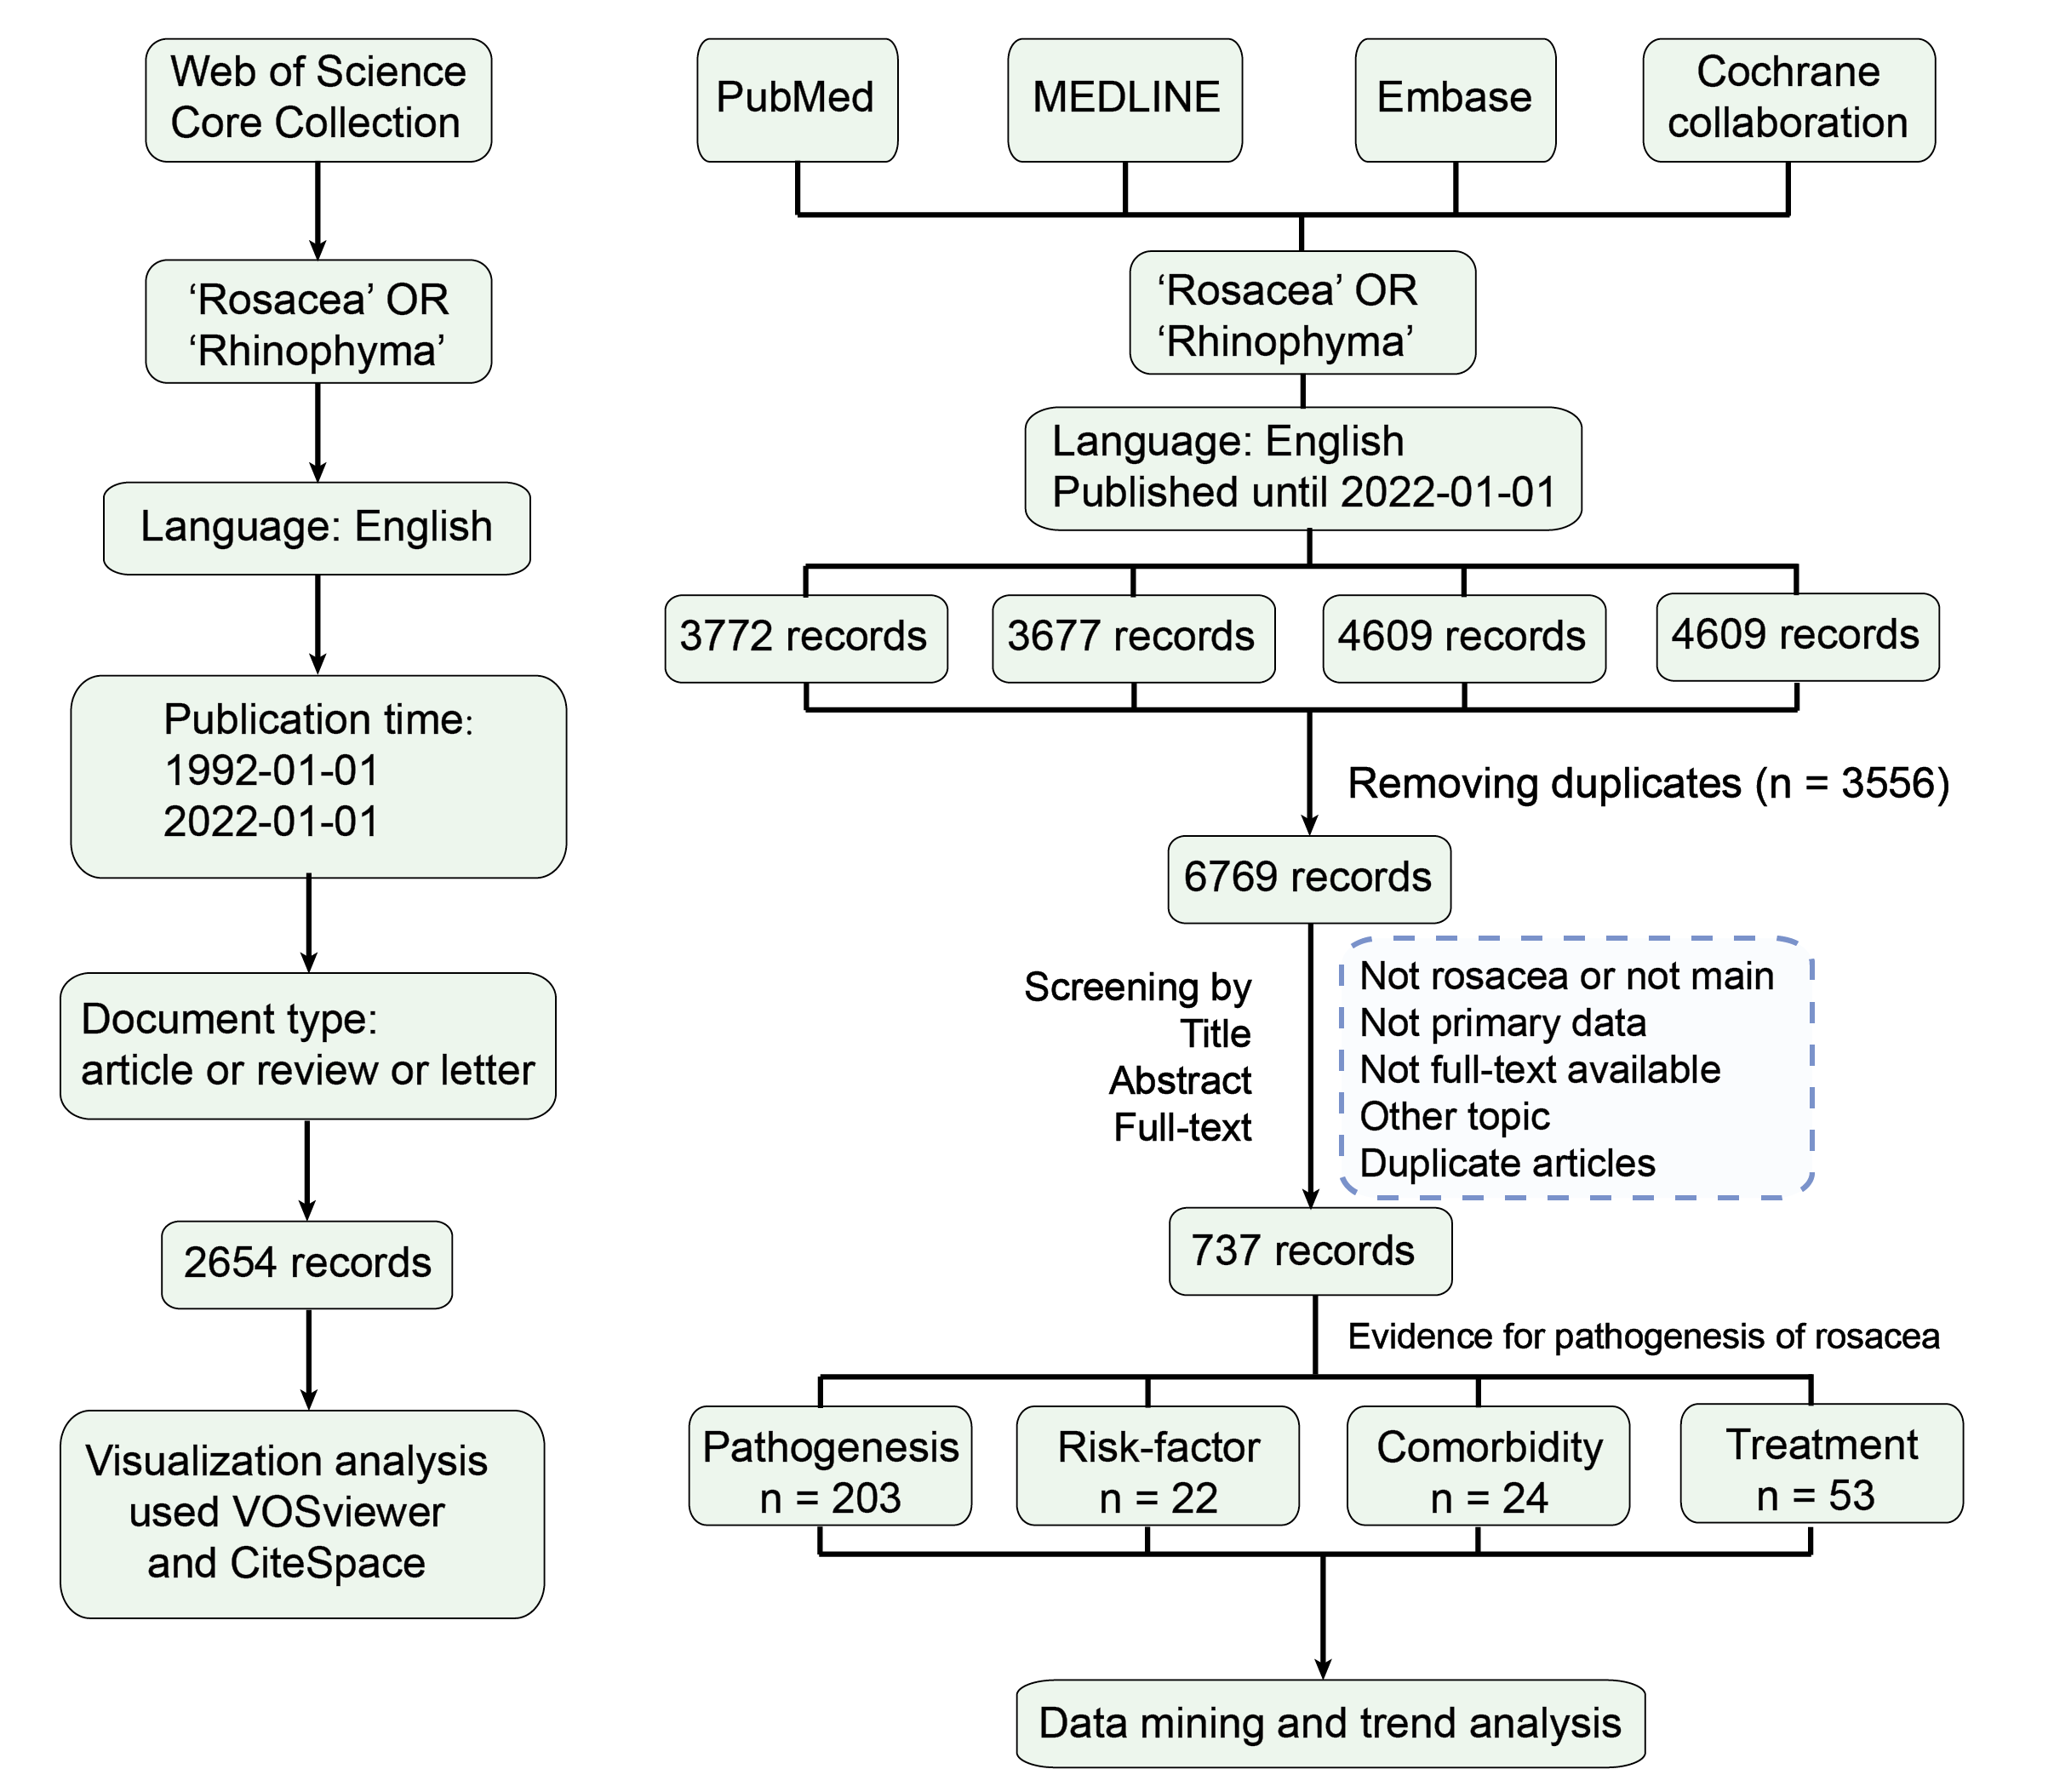 Web of Science
Core Collection
‘Rosacea’ OR
‘Rhinophyma’
Language: English
Publication time:
1992-01-01
2022-01-01
Document type:
article or review or letter
2654 records
Visualization analysis
used VOSviewer
and CiteSpace
PubMed
MEDLINE
Embase
Cochrane
collaboration
‘Rosacea’ OR
‘Rhinophyma’
Language: English
Published until 2022-01-01
3772 records
3677 records
4609 records
4609 records
Removing duplicates (n = 3556)
6769 records
Screening by
Title
Abstract
Full-text
Not rosacea or not main
Not primary data
Not full-text available
Other topic
Duplicate articles
737 records
Evidence for pathogenesis of rosacea
Pathogenesis
n = 203
Risk-factor
n = 22
Comorbidity
n = 24
Treatment
n = 53
Data mining and trend analysis